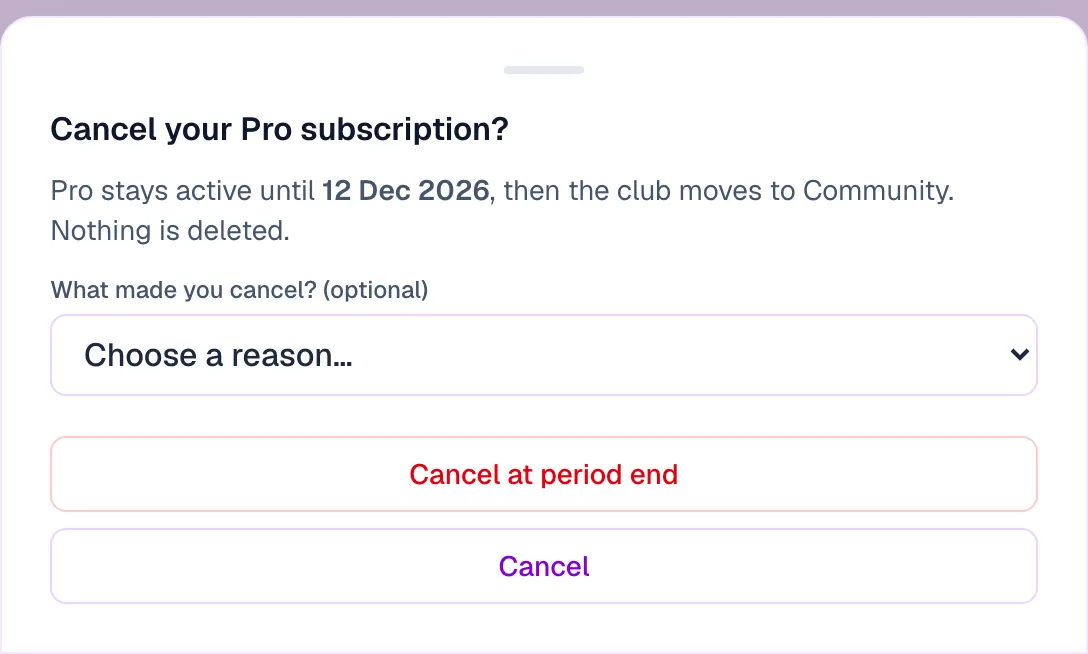 Cancel your Pro subscription?
Pro stays active until 12 Dec 2026, then the club moves to Community.
Nothing is deleted.
What made you cancel? (optional)
Choose a reason...
Cancel at period end
Cancel